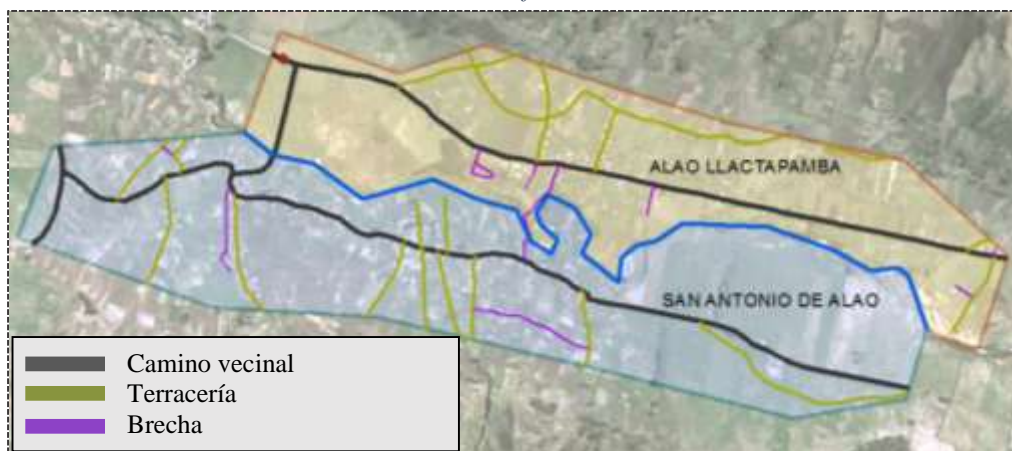 ALAO LLACTAPAMBA
SAN ANTONIO DE ALAO
Camino vecinal
Terracería
Brecha